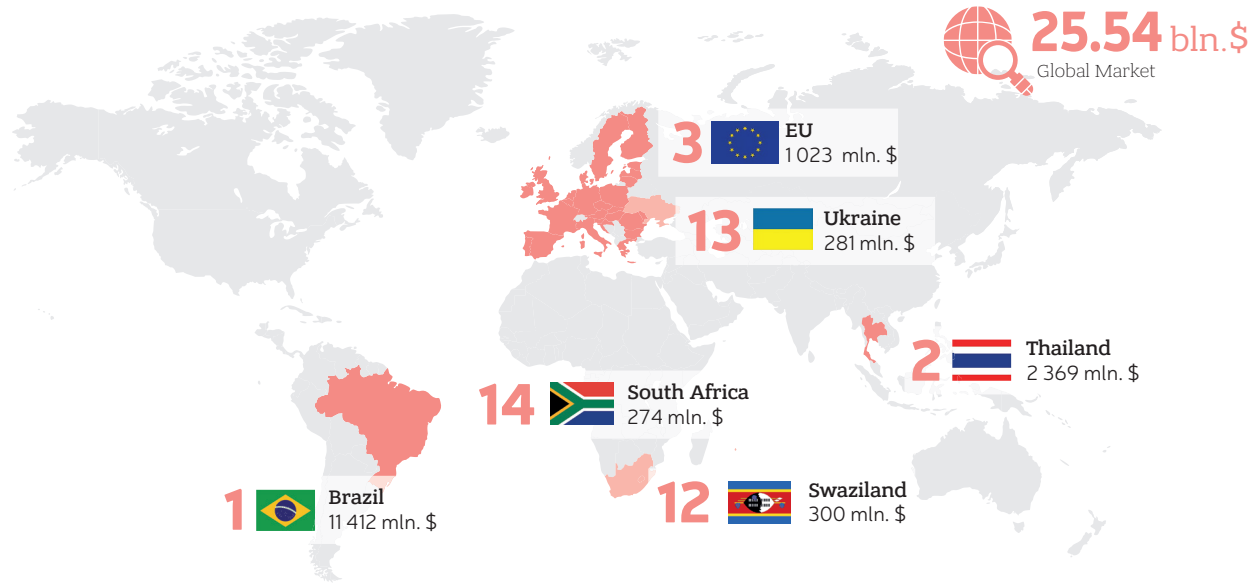 25.54 bln.$
Global Market
3
EU
1 023 mln. $
13
Ukraine
281 mln. $
2
Thailand
2 369 mln. $
14
South Africa
274 mln. $
1
Brazil
11 412 mln. $
12
Swaziland
300 mln. $